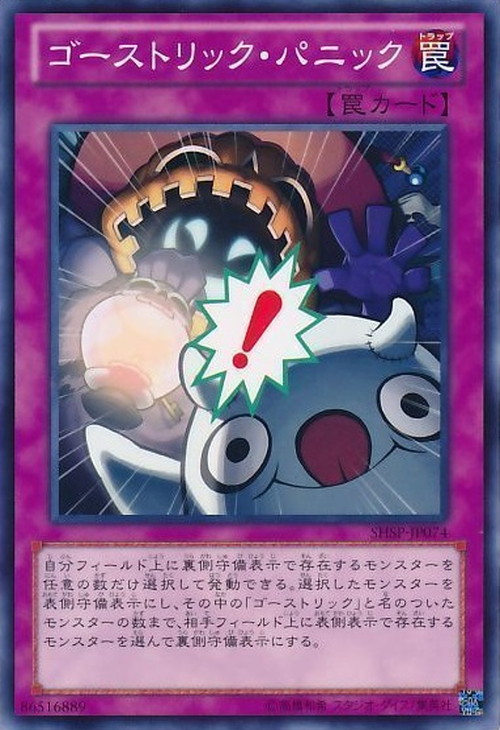 ゴーストリック・パニック
トラップ
罠
【罠カード】
!
SHSP-JP074
自分フィールド上に裏側守備表示で存在するモンスターを
任意の数だけ選択して発動できる。選択したモンスターを
表側守備表示にし、その中の「ゴーストリック」と名のついた
モンスターの数まで、相手フィールド上に表側表示で存在する
モンスターを選んで裏側守備表示にする。
86516889
©高橋和希 スタジオ・ダイス/集英社